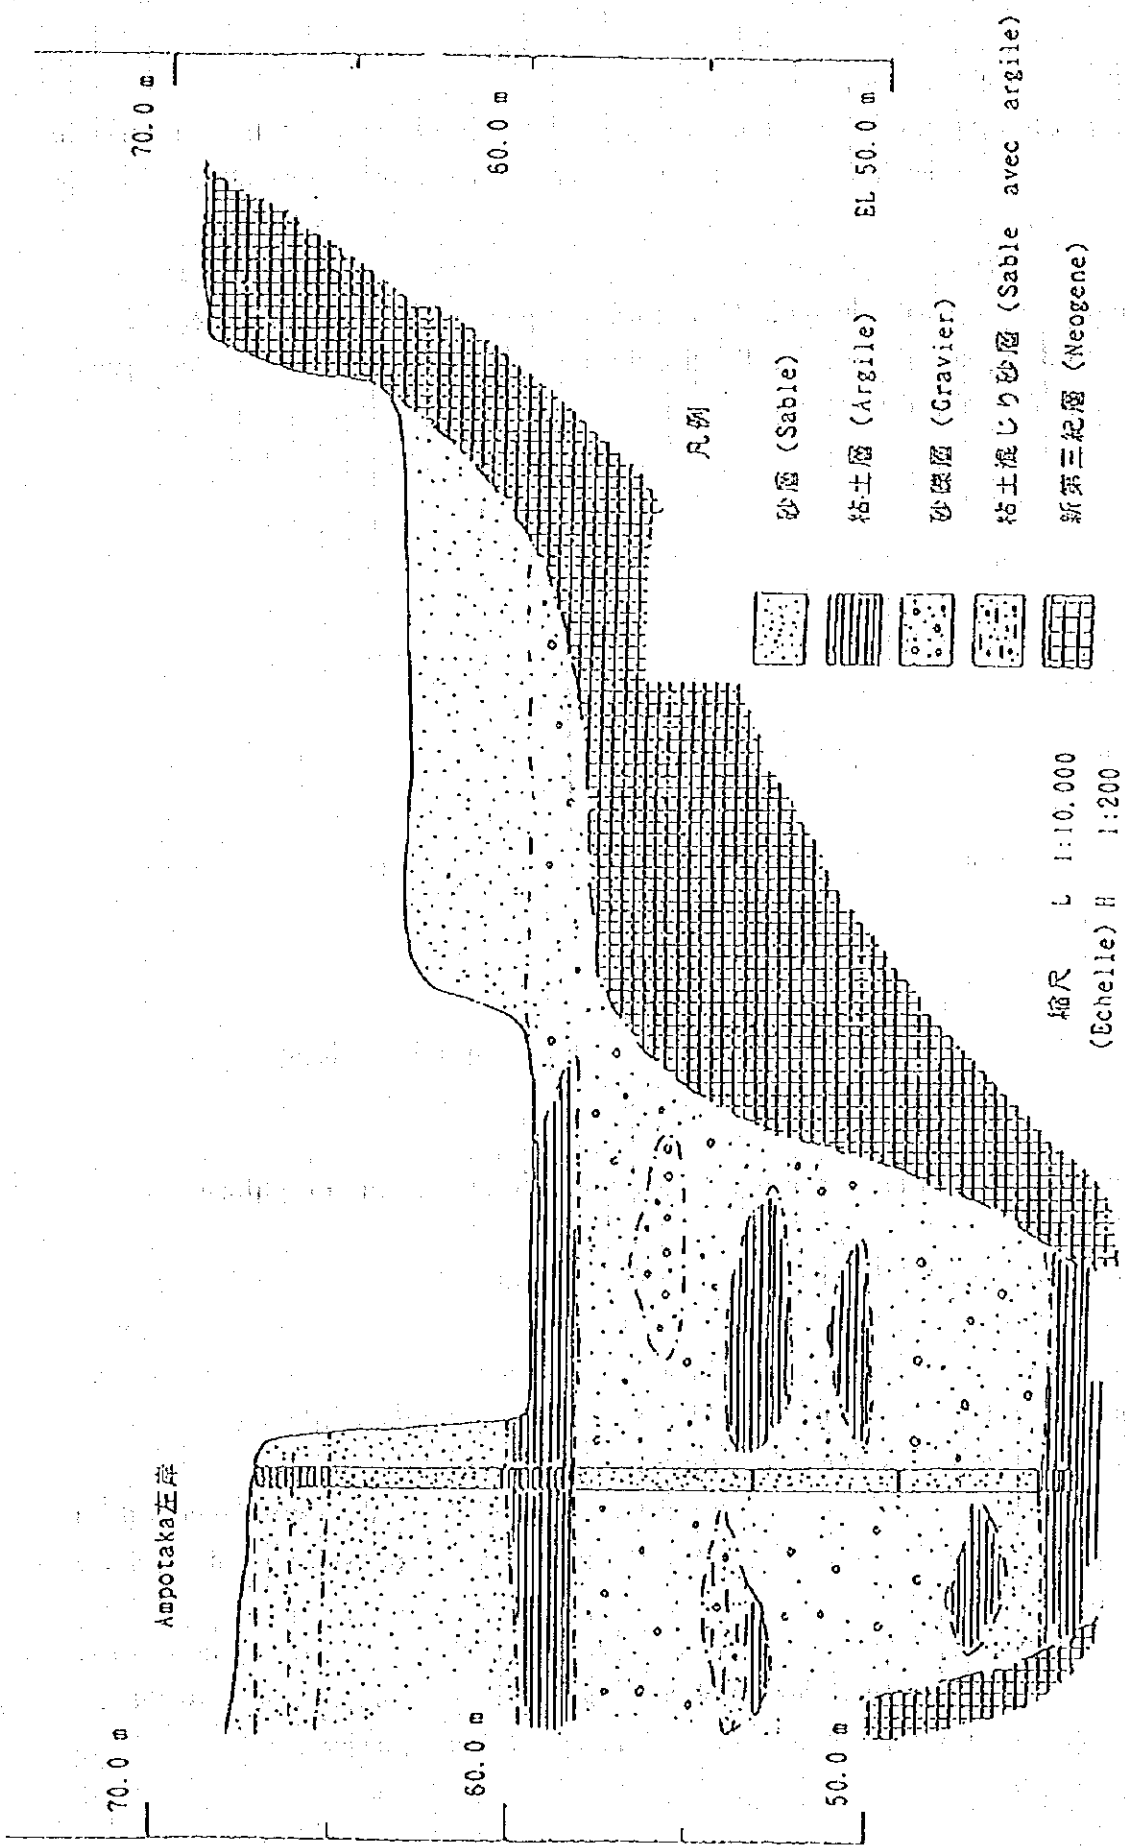 Ampotaka左岸
70.0 m
60.0 m
50.0 m
70.0 m
60.0 m
EL 50.0 m
凡例
砂層 (Sable)
粘土層 (Argile)
砂礫層 (Gravier)
粘土混じり砂層 (Sable avec argile)
新第三紀層 (Neogene)
縮尺 L 1:10.000
(Echelle) H 1:200